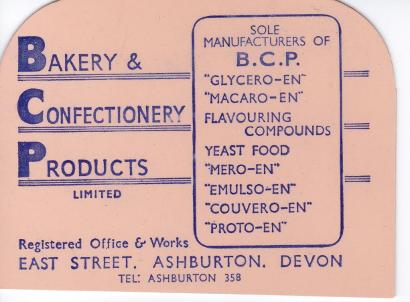 BAKERY &
CONFECTIONERY
PRODUCTS
LIMITED
SOLE
MANUFACTURERS OF
B.C.P.
"GLYCERO-EN"
"MACARO-EN"
FLAVOURING
COMPOUNDS
YEAST FOOD
"MERO-EN"
"EMULSO-EN"
"COUVERO-EN"
"PROTO-EN"
Registered Office & Works
EAST STREET, ASHBURTON, DEVON
TEL: ASHBURTON 358